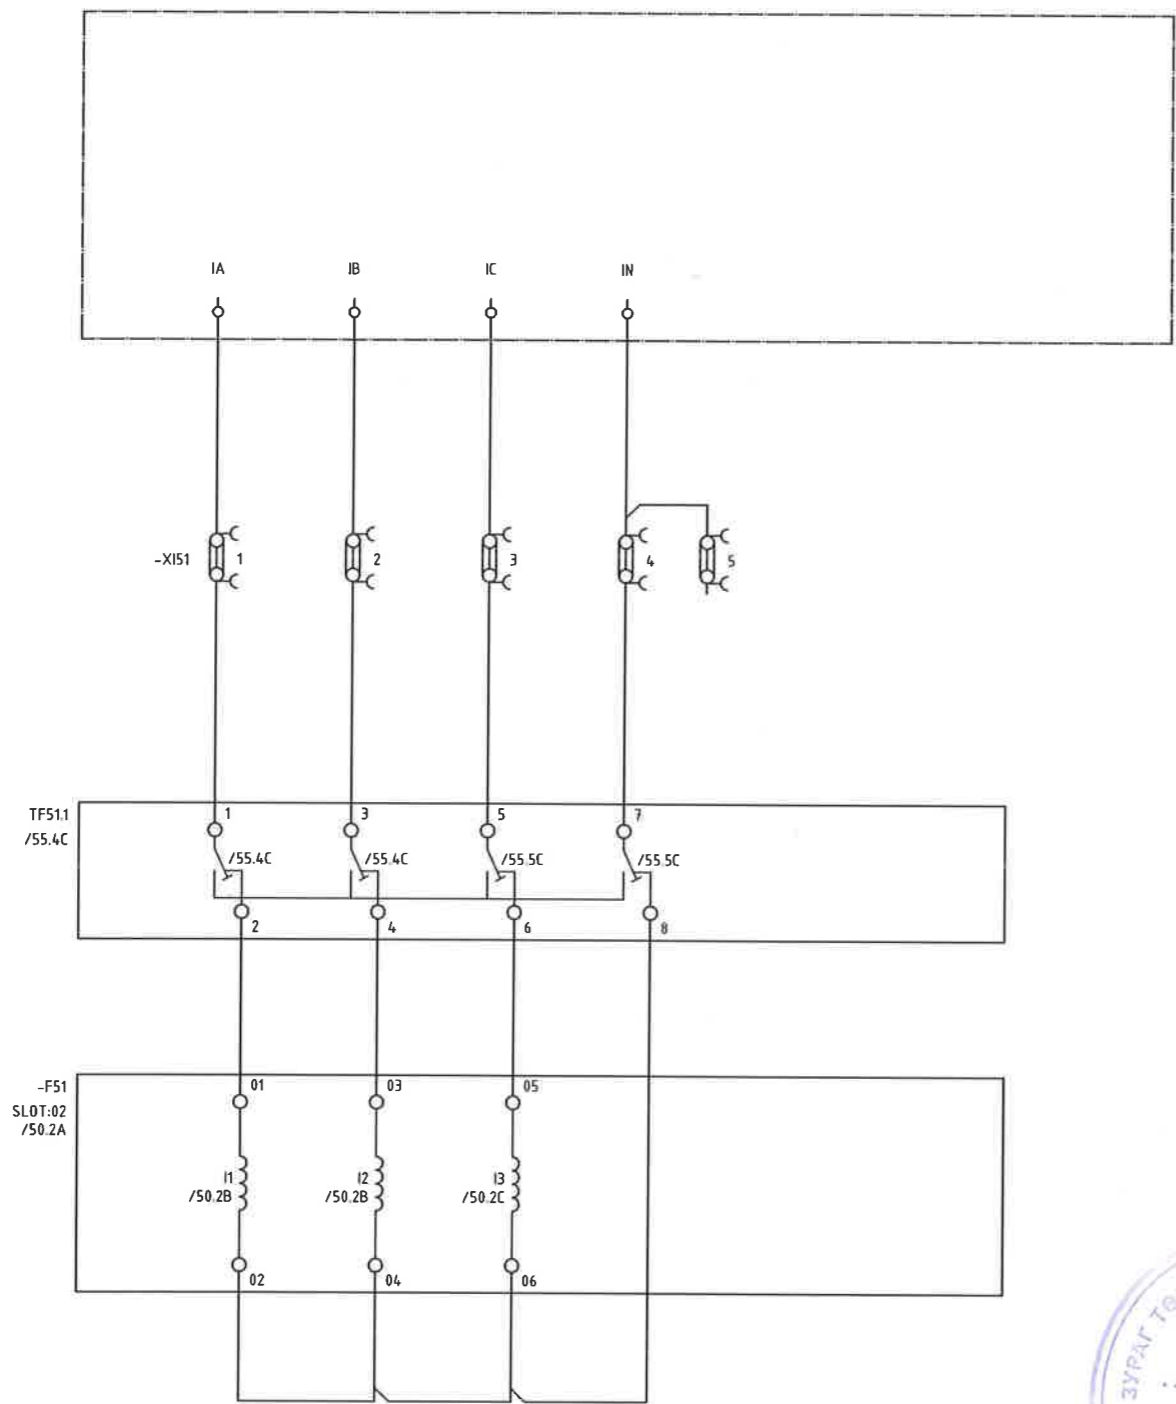 IA IB IC IN
-XI51 1 2 3 4 5
TF51.1 1 3 5 7
/55.4C
/55.4C /55.4C /55.5C /55.5C
2 4 6 8
-F51 01 03 05
SLOT:02
/50.2A
I1 I2 I3
/50.2B /50.2B /50.2C
02 04 06
ЗУРАГ ТӨ